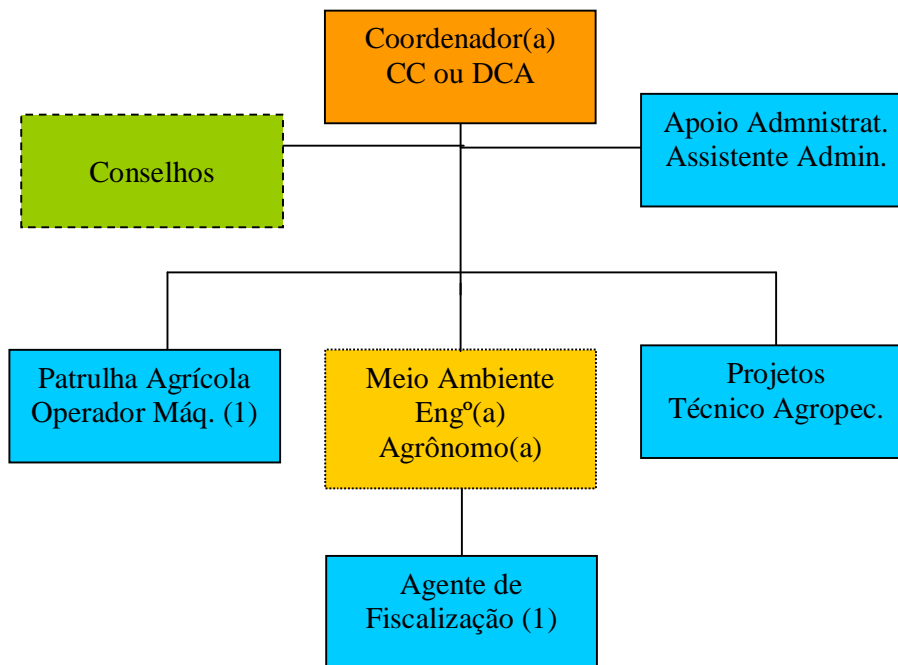 Coordenador(a)
CC ou DCA
Conselhos
Apoio Admnistrat.
Assistente Admin.
Patrulha Agrícola
Operador Máq. (1)
Meio Ambiente
Engº(a)
Agrônomo(a)
Projetos
Técnico Agropec.
Agente de
Fiscalização (1)